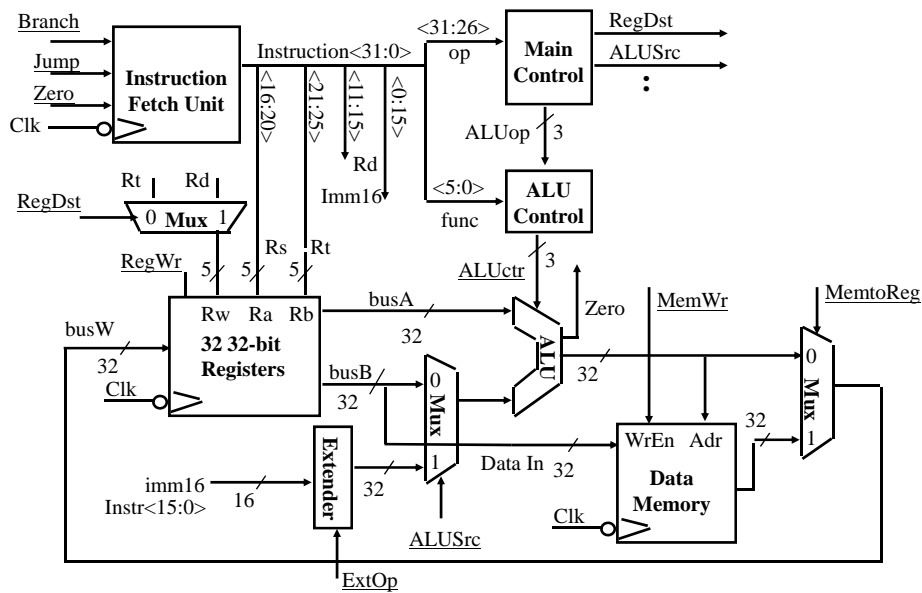 Branch
Jump
Zero
Clk
Instruction
Fetch Unit
Instruction<31:0>
<16:20>
<21:25>
<11:15>
<0:15>
Rd
Imm16
<31:26>
op
Main
Control
RegDst
ALUSrc
:
ALUop
3
<5:0>
func
ALU
Control
Rt
Rd
RegDst
0
Mux
1
5
Rs
5
Rt
5
RegWr
ALUctr
3
Zero
MemWr
MemtoReg
busW
32
Rw
Ra
Rb
32 32-bit
Registers
Clk
busA
32
busB
32
0
Mux
1
ALU
32
0
Mux
1
32
WrEn
Adr
Data
Memory
Data In
32
Clk
imm16
Instr<15:0>
16
Extender
32
ALUSrc
ExtOp